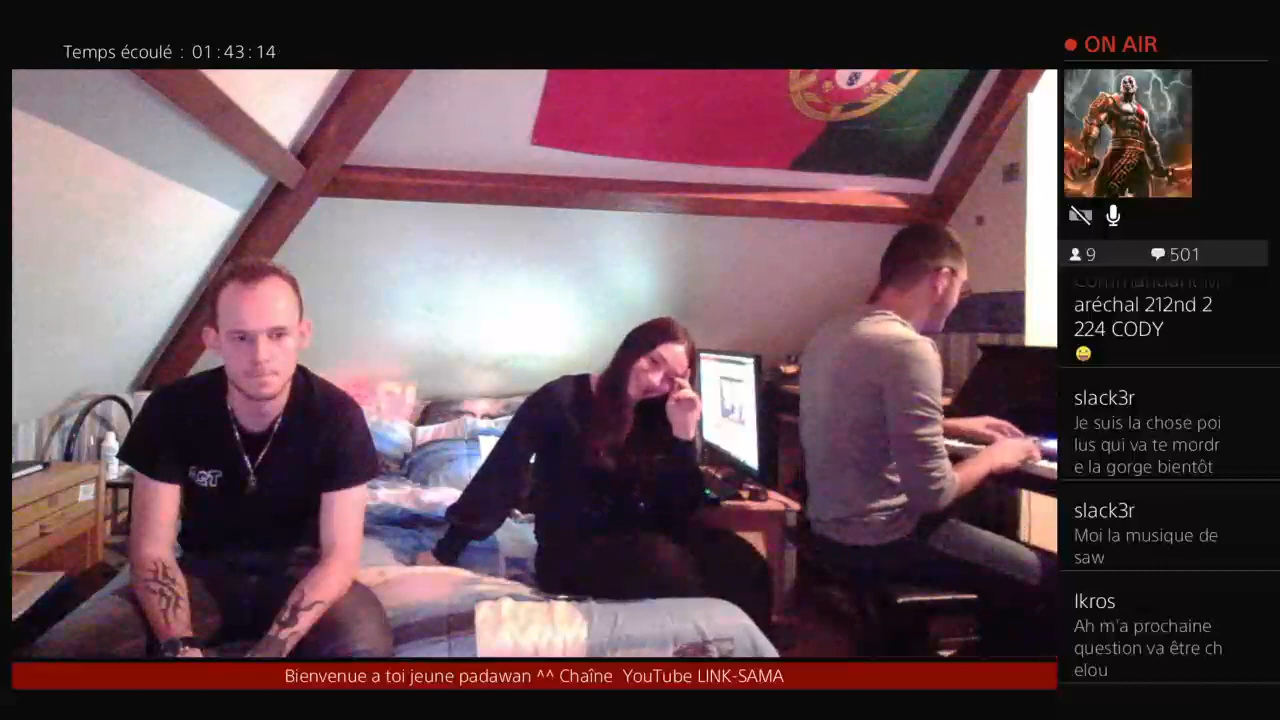 Temps écoulé : 01:43:14
ON AIR
9 501
aréchal 212nd 2
224 CODY
slack3r
Je suis la chose poi
lus qui va te mordr
e la gorge bientôt
slack3r
Moi la musique de
saw
Ikros
Ah m'a prochaine
question va être ch
elou
Bienvenue a toi jeune padawan ^^ Chaîne YouTube LINK-SAMA